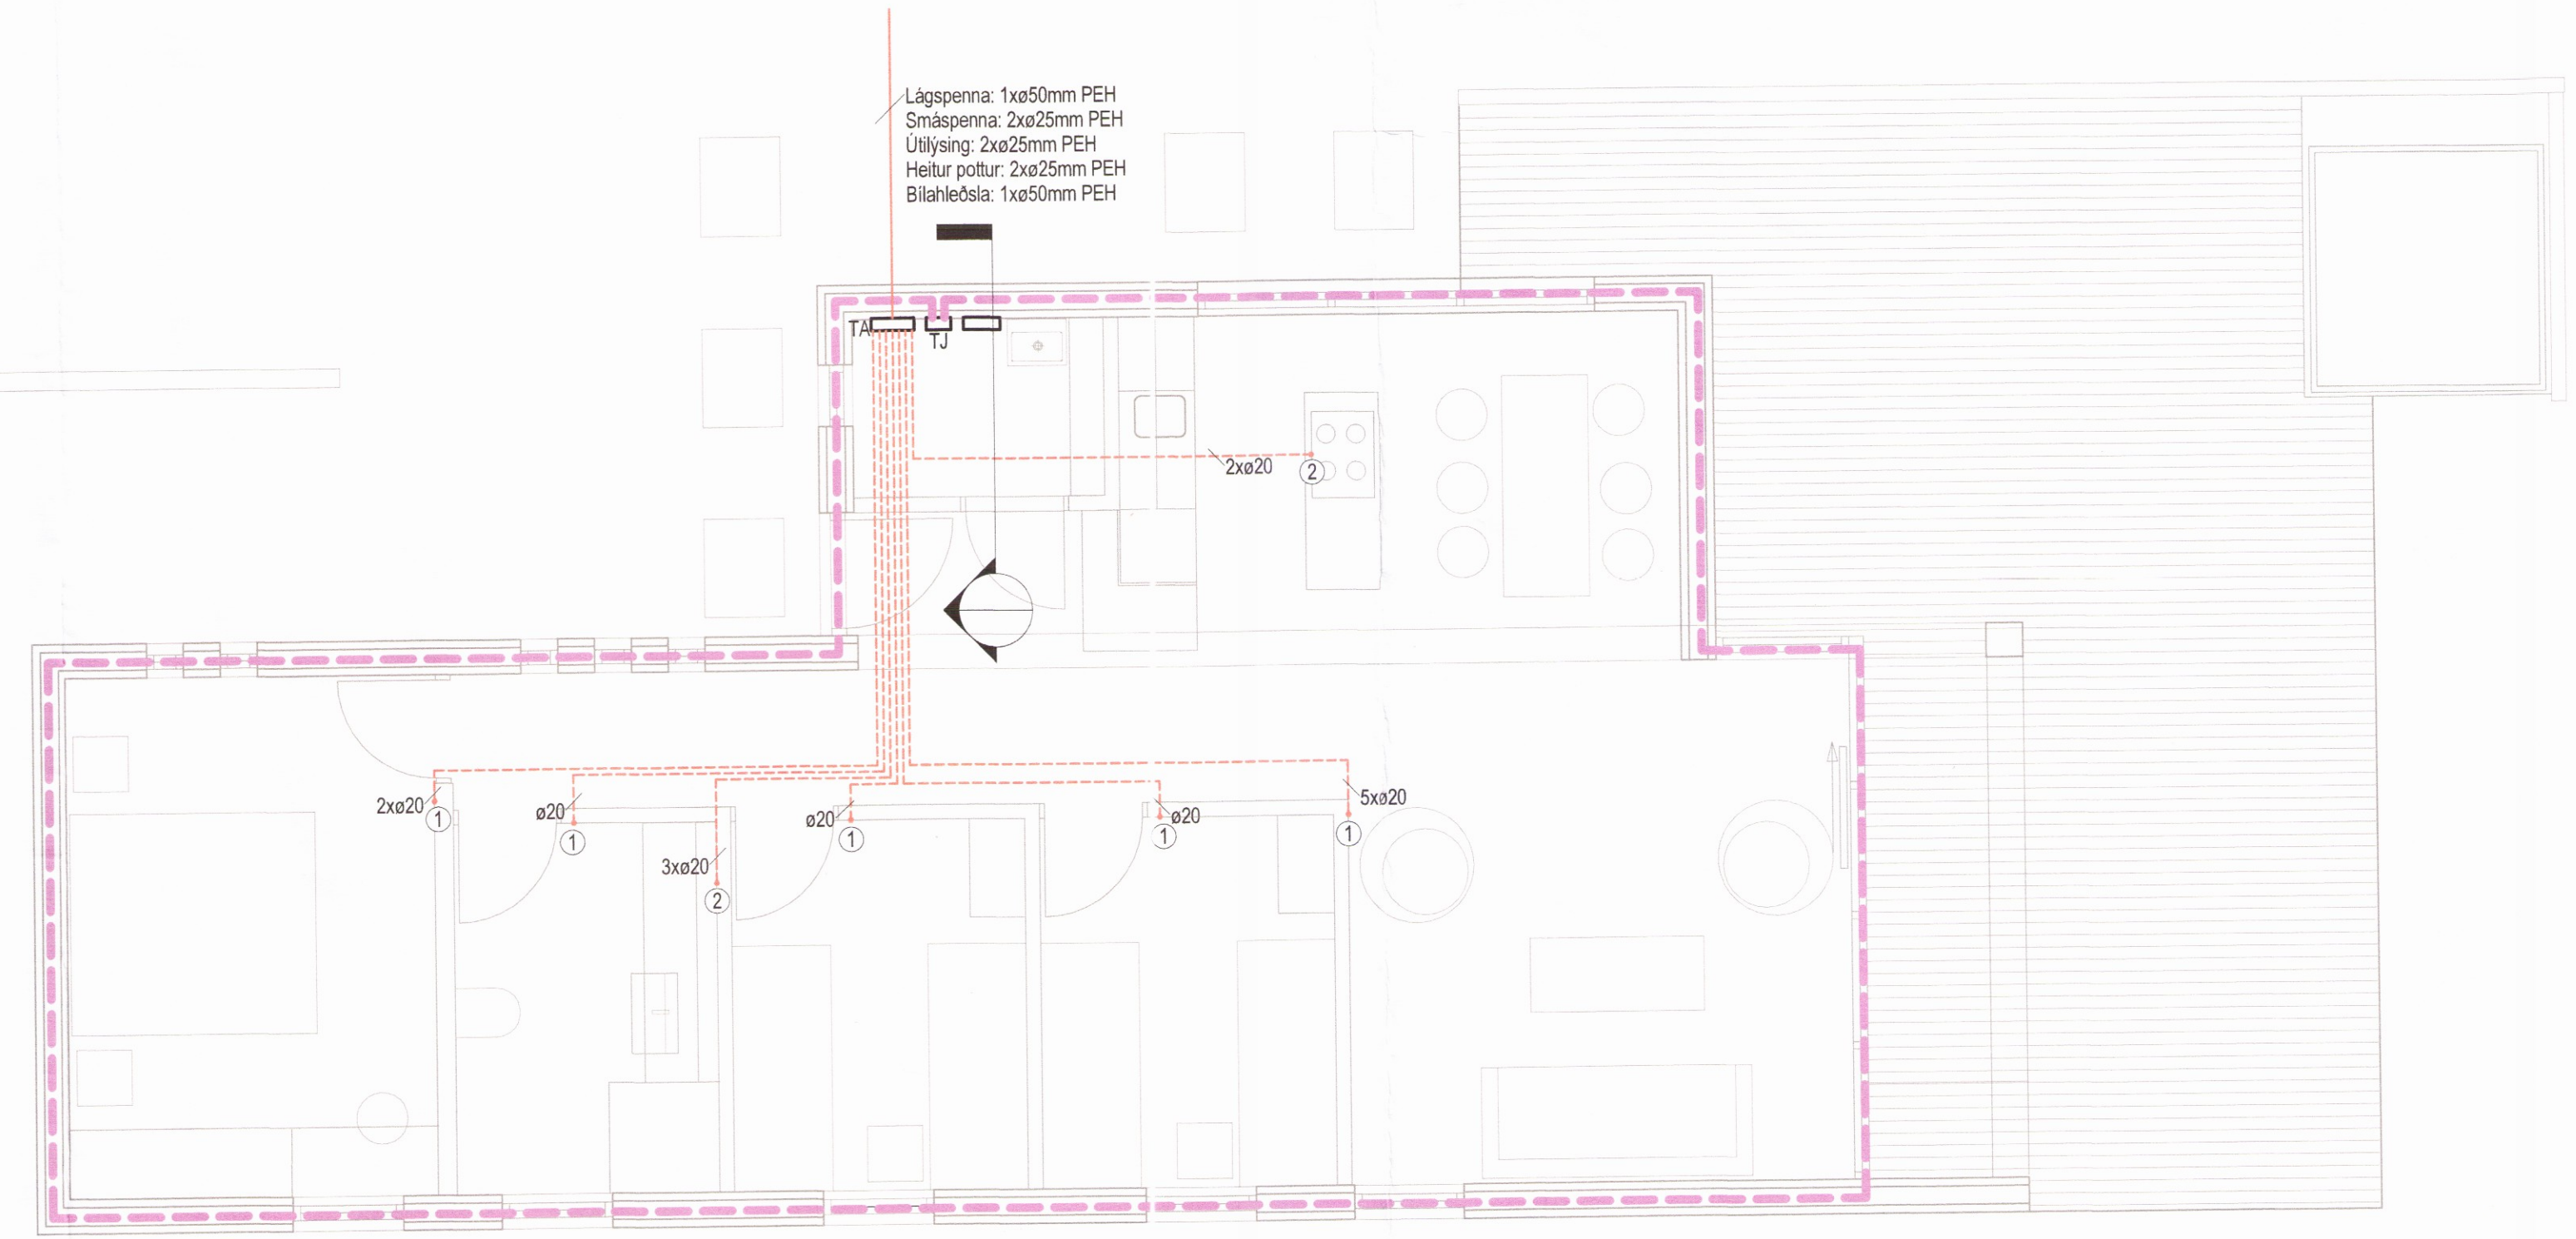 Lágspenna: 1xø50mm PEH
Smáspenna: 2xø25mm PEH
Útilýsing: 2xø25mm PEH
Heitur pottur: 2xø25mm PEH
Bílahleðsla: 1xø50mm PEH
TA
TJ
2xø20
2
2xø20
1
ø20
1
3xø20
2
ø20
1
ø20
1
5xø20
1